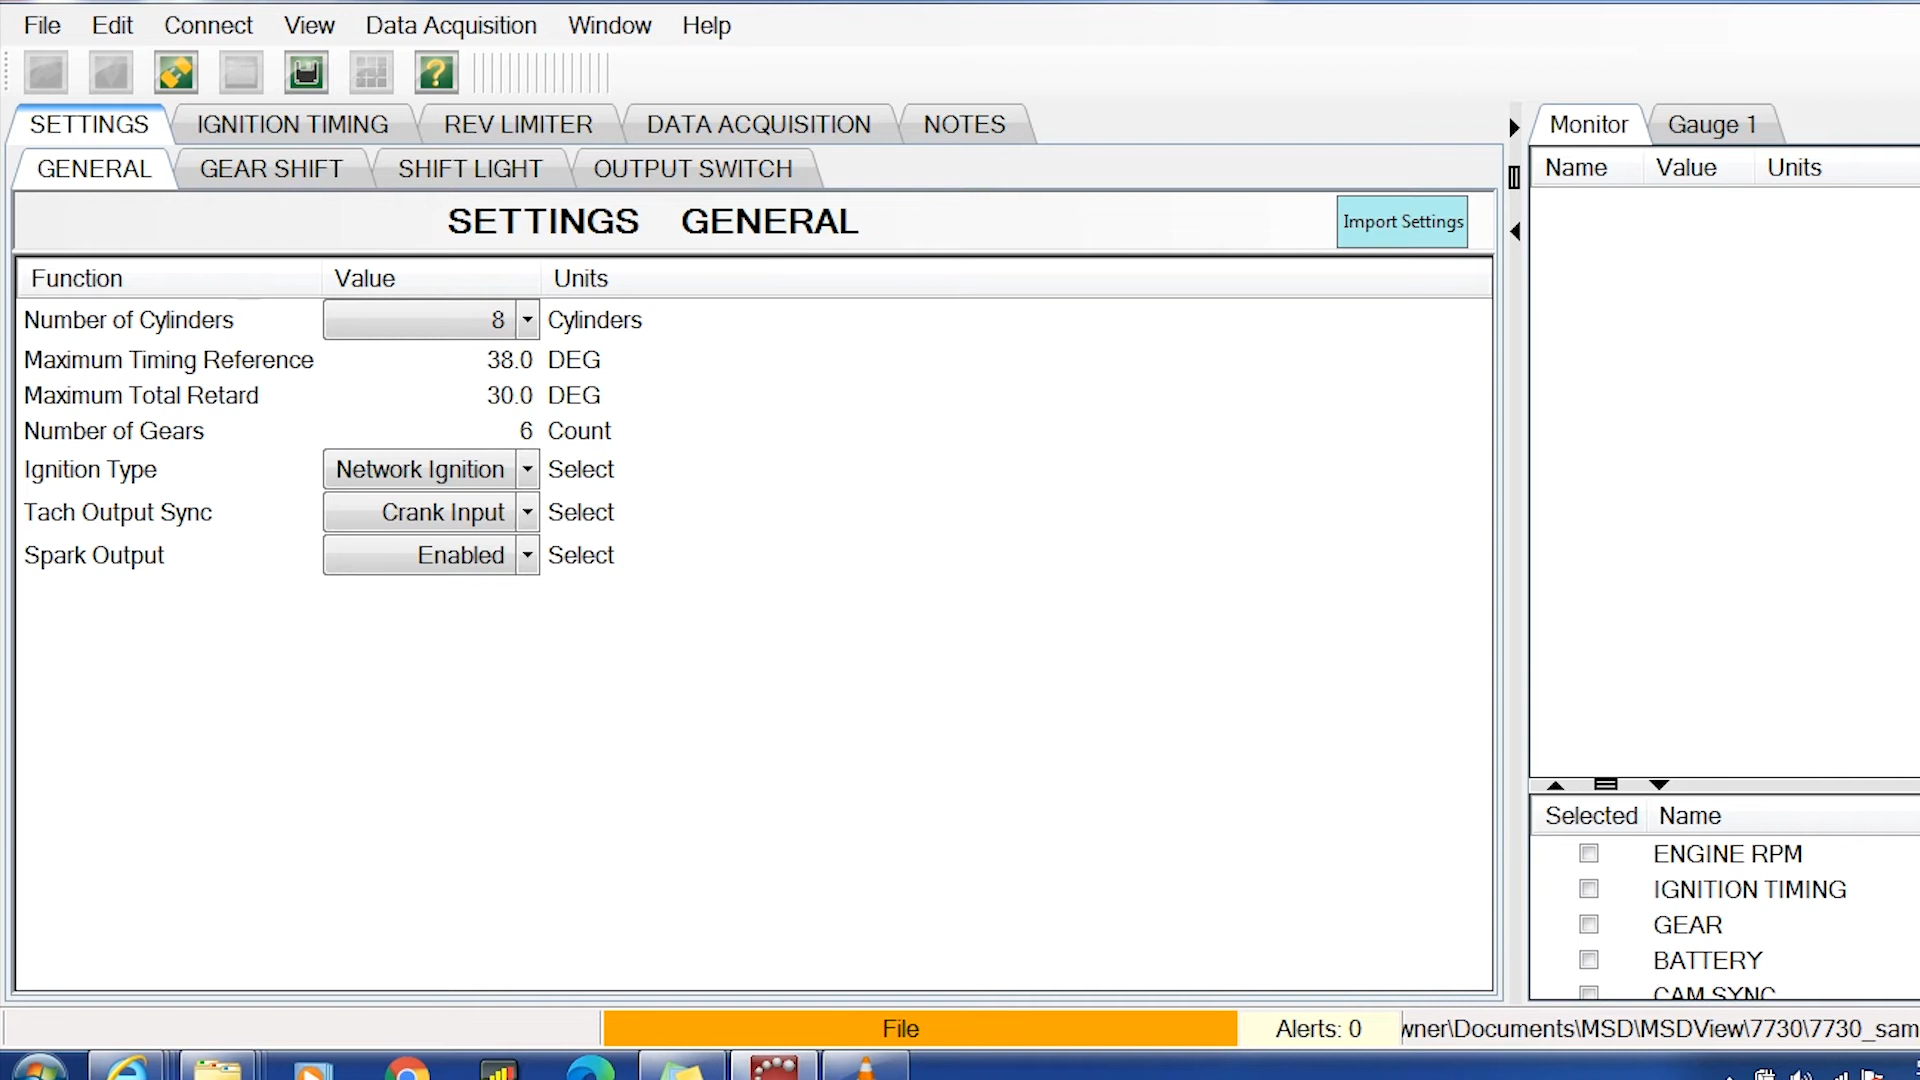 File Edit Connect View Data Acquisition Window Help
SETTINGS IGNITION TIMING REV LIMITER DATA ACQUISITION NOTES
GENERAL GEAR SHIFT SHIFT LIGHT OUTPUT SWITCH
SETTINGS GENERAL
Import Settings
Function Value Units
Number of Cylinders 8 Cylinders
Maximum Timing Reference 38.0 DEG
Maximum Total Retard 30.0 DEG
Number of Gears 6 Count
Ignition Type Network Ignition Select
Tach Output Sync Crank Input Select
Spark Output Enabled Select
Monitor Gauge 1
Name Value Units
Selected Name
ENGINE RPM
IGNITION TIMING
GEAR
BATTERY
CAM SYNC
File Alerts: 0 wner\Documents\MSD\MSDView\7730\7730_sam